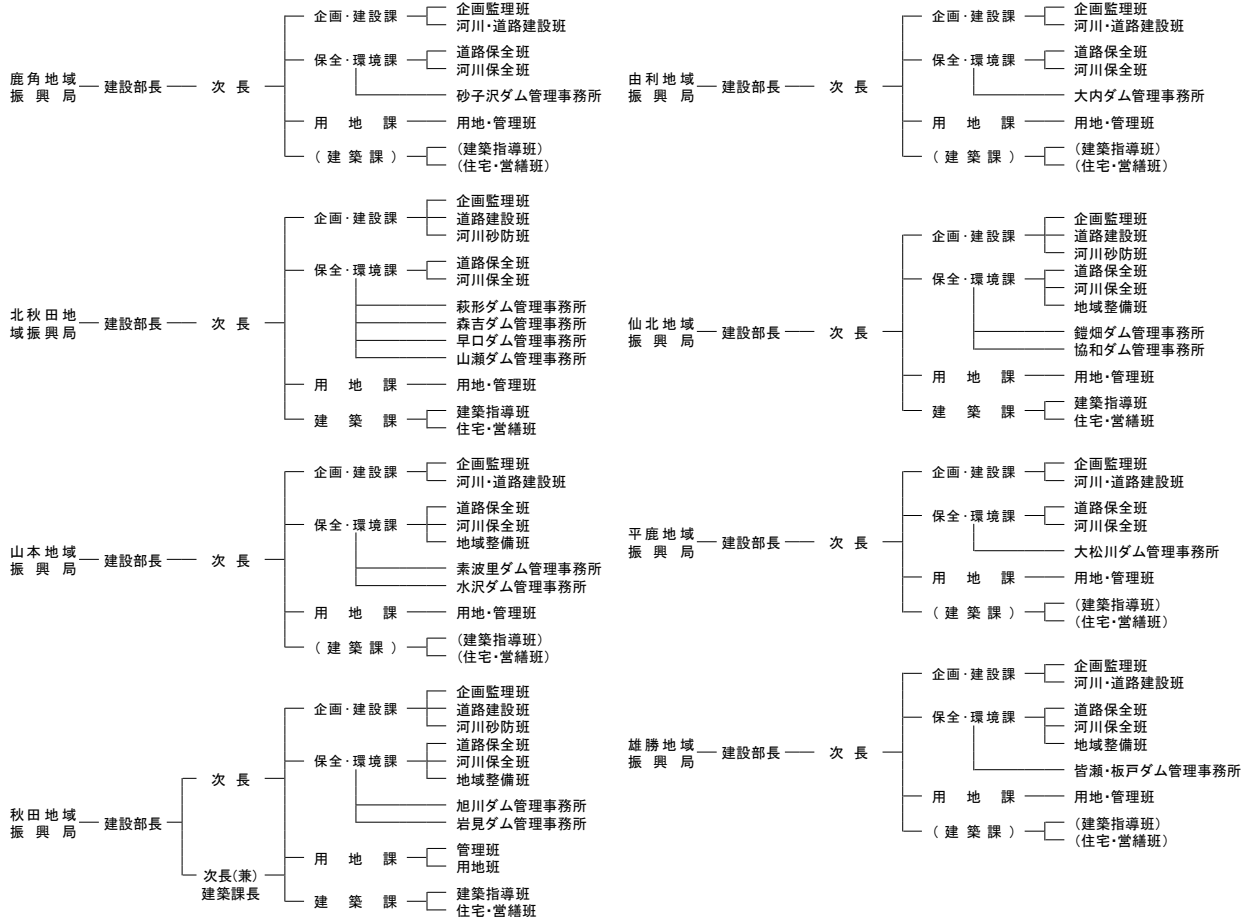 鹿角地域
振興局
建設部長
次長
企画・建設課
企画監理班
河川・道路建設班
保全・環境課
道路保全班
河川保全班
砂子沢ダム管理事務所
用地課
用地・管理班
(建築課)
(建築指導班)
(住宅・営繕班)
北秋田地
域振興局
建設部長
次長
企画・建設課
企画監理班
道路建設班
河川砂防班
保全・環境課
道路保全班
河川保全班
萩形ダム管理事務所
森吉ダム管理事務所
早口ダム管理事務所
山瀬ダム管理事務所
用地課
用地・管理班
建築課
建築指導班
住宅・営繕班
山本地域
振興局
建設部長
次長
企画・建設課
企画監理班
河川・道路建設班
保全・環境課
道路保全班
河川保全班
地域整備班
素波里ダム管理事務所
水沢ダム管理事務所
用地課
用地・管理班
(建築課)
(建築指導班)
(住宅・営繕班)
秋田地域
振興局
建設部長
次長
次長(兼)
建築課長
企画・建設課
企画監理班
道路建設班
河川砂防班
保全・環境課
道路保全班
河川保全班
地域整備班
旭川ダム管理事務所
岩見ダム管理事務所
用地課
管理班
用地班
建築課
建築指導班
住宅・営繕班
由利地域
振興局
建設部長
次長
企画・建設課
企画監理班
河川・道路建設班
保全・環境課
道路保全班
河川保全班
大内ダム管理事務所
用地課
用地・管理班
(建築課)
(建築指導班)
(住宅・営繕班)
仙北地域
振興局
建設部長
次長
企画・建設課
企画監理班
道路建設班
河川砂防班
保全・環境課
道路保全班
河川保全班
地域整備班
鎧畑ダム管理事務所
協和ダム管理事務所
用地課
用地・管理班
建築課
建築指導班
住宅・営繕班
平鹿地域
振興局
建設部長
次長
企画・建設課
企画監理班
河川・道路建設班
保全・環境課
道路保全班
河川保全班
大松川ダム管理事務所
用地課
用地・管理班
(建築課)
(建築指導班)
(住宅・営繕班)
雄勝地域
振興局
建設部長
次長
企画・建設課
企画監理班
河川・道路建設班
保全・環境課
道路保全班
河川保全班
地域整備班
皆瀬・板戸ダム管理事務所
用地課
用地・管理班
(建築課)
(建築指導班)
(住宅・営繕班)